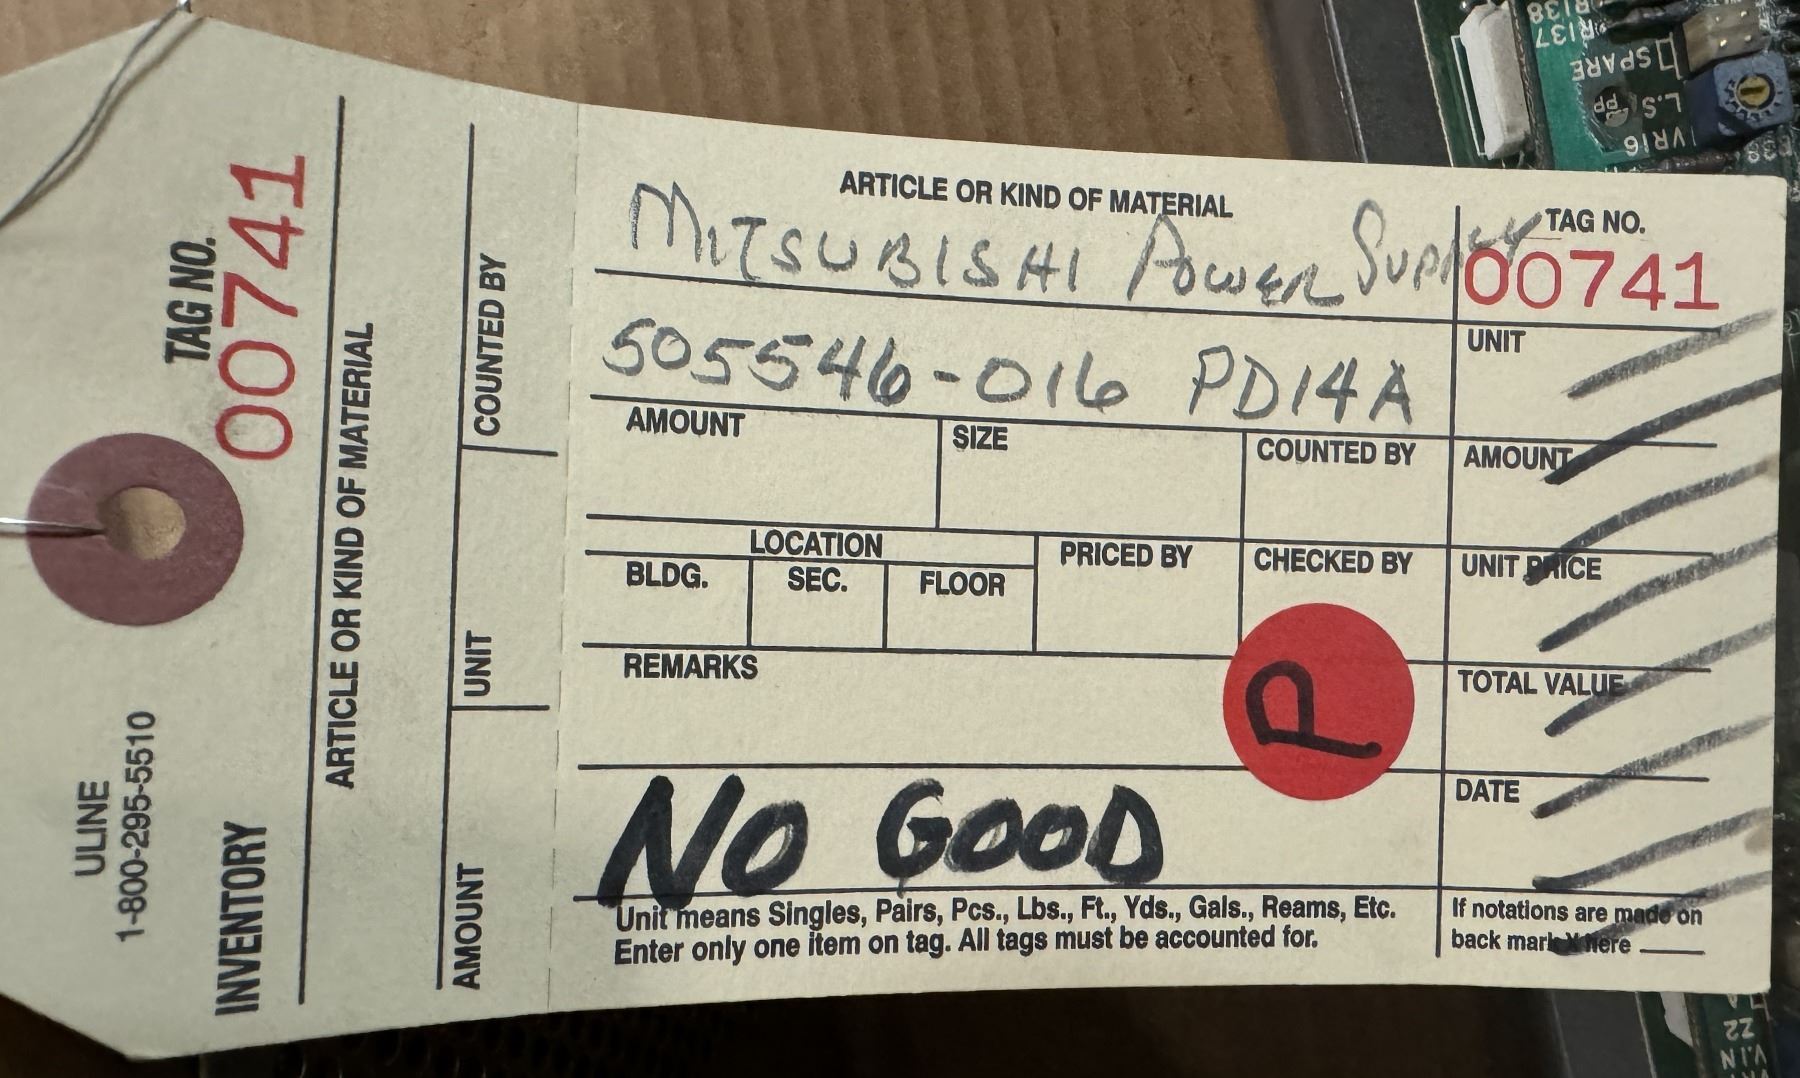 TAG NO.
00741
ULINE
1-800-295-5510
INVENTORY
ARTICLE OR KIND OF MATERIAL
COUNTED BY
UNIT
AMOUNT
ARTICLE OR KIND OF MATERIAL
MITSUBISHI POWER SUPPLY
505546-016 PD14A
TAG NO.
00741
UNIT
AMOUNT
SIZE
COUNTED BY
AMOUNT
LOCATION
BLDG.
SEC.
FLOOR
PRICED BY
CHECKED BY
UNIT PRICE
REMARKS
P
TOTAL VALUE
NO GOOD
DATE
Unit means Singles, Pairs, Pcs., Lbs., Ft., Yds., Gals., Reams, Etc.
Enter only one item on tag. All tags must be accounted for.
If notations are made on
back mark X here
R138
R137
SPARE
L.S
PP
VR16
Z2
V.IN